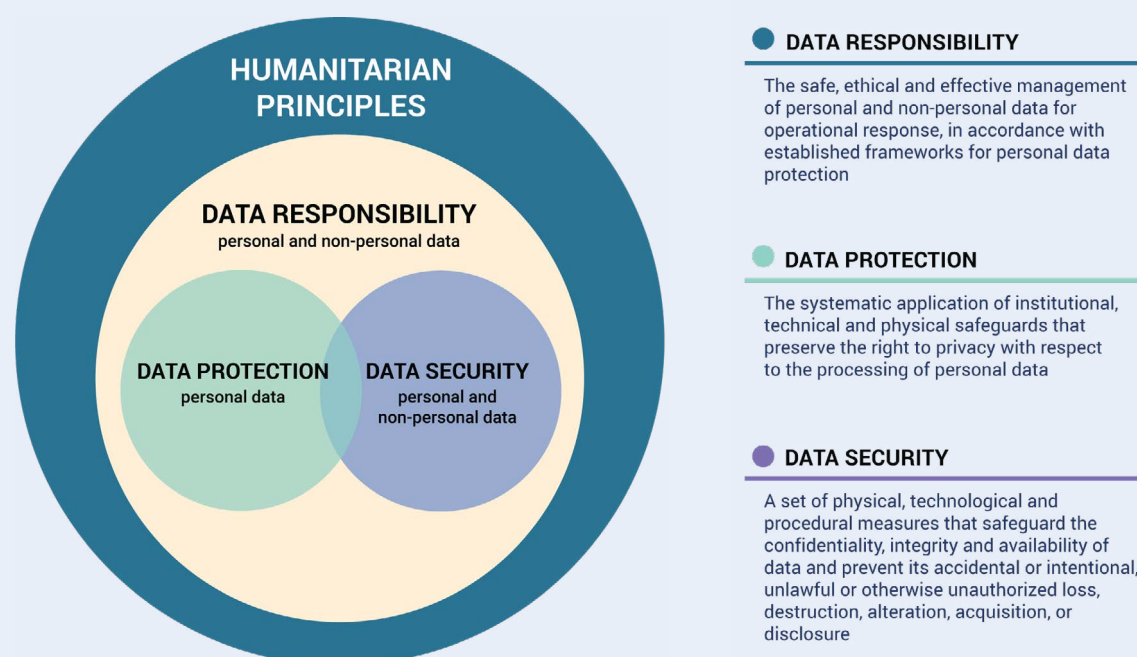 HUMANITARIAN
PRINCIPLES
DATA RESPONSIBILITY
personal and non-personal data
DATA PROTECTION
personal data
DATA SECURITY
personal and
non-personal data
DATA RESPONSIBILITY
The safe, ethical and effective management
of personal and non-personal data for
operational response, in accordance with
established frameworks for personal data
protection
DATA PROTECTION
The systematic application of institutional,
technical and physical safeguards that
preserve the right to privacy with respect
to the processing of personal data
DATA SECURITY
A set of physical, technological and
procedural measures that safeguard the
confidentiality, integrity and availability of
data and prevent its accidental or intentional,
unlawful or otherwise unauthorized loss,
destruction, alteration, acquisition, or
disclosure